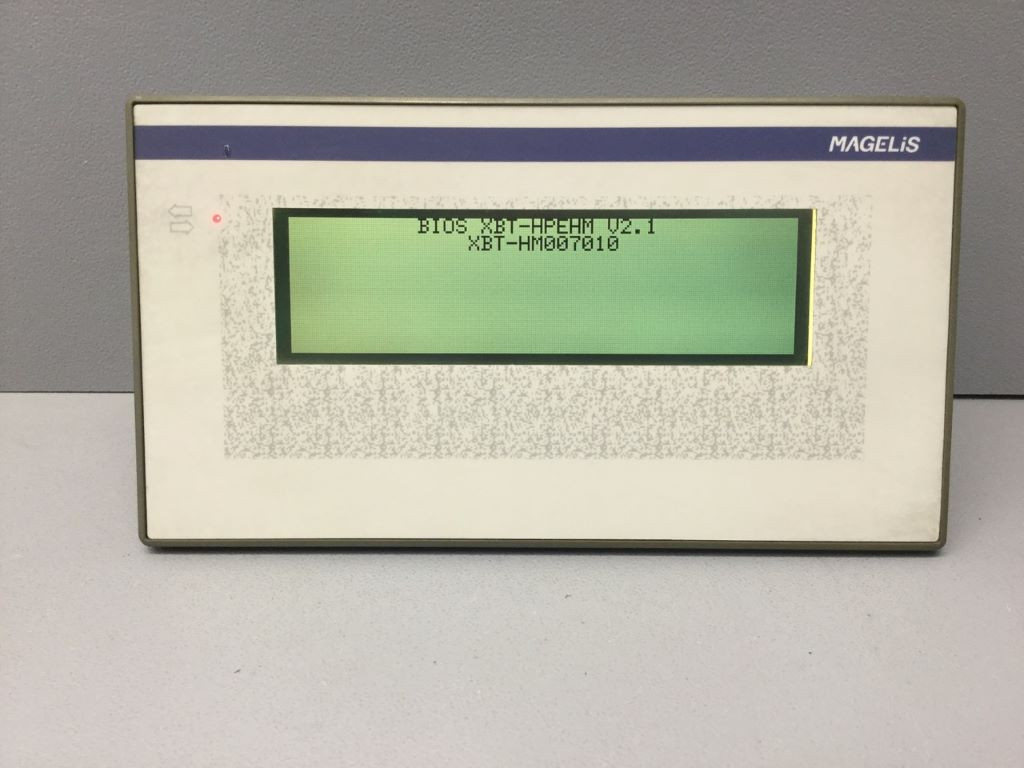 MAGELiS
BIOS XBT-HPEHM V2.1
XBT-HM007010